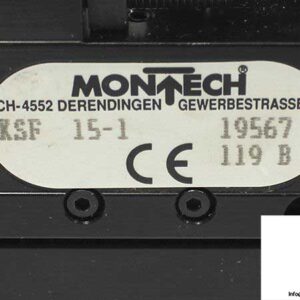 MONTECH
CH-4552 DERENDINGEN GEWERBESTRASSE
KSF 15-1 19567
CE 119 B